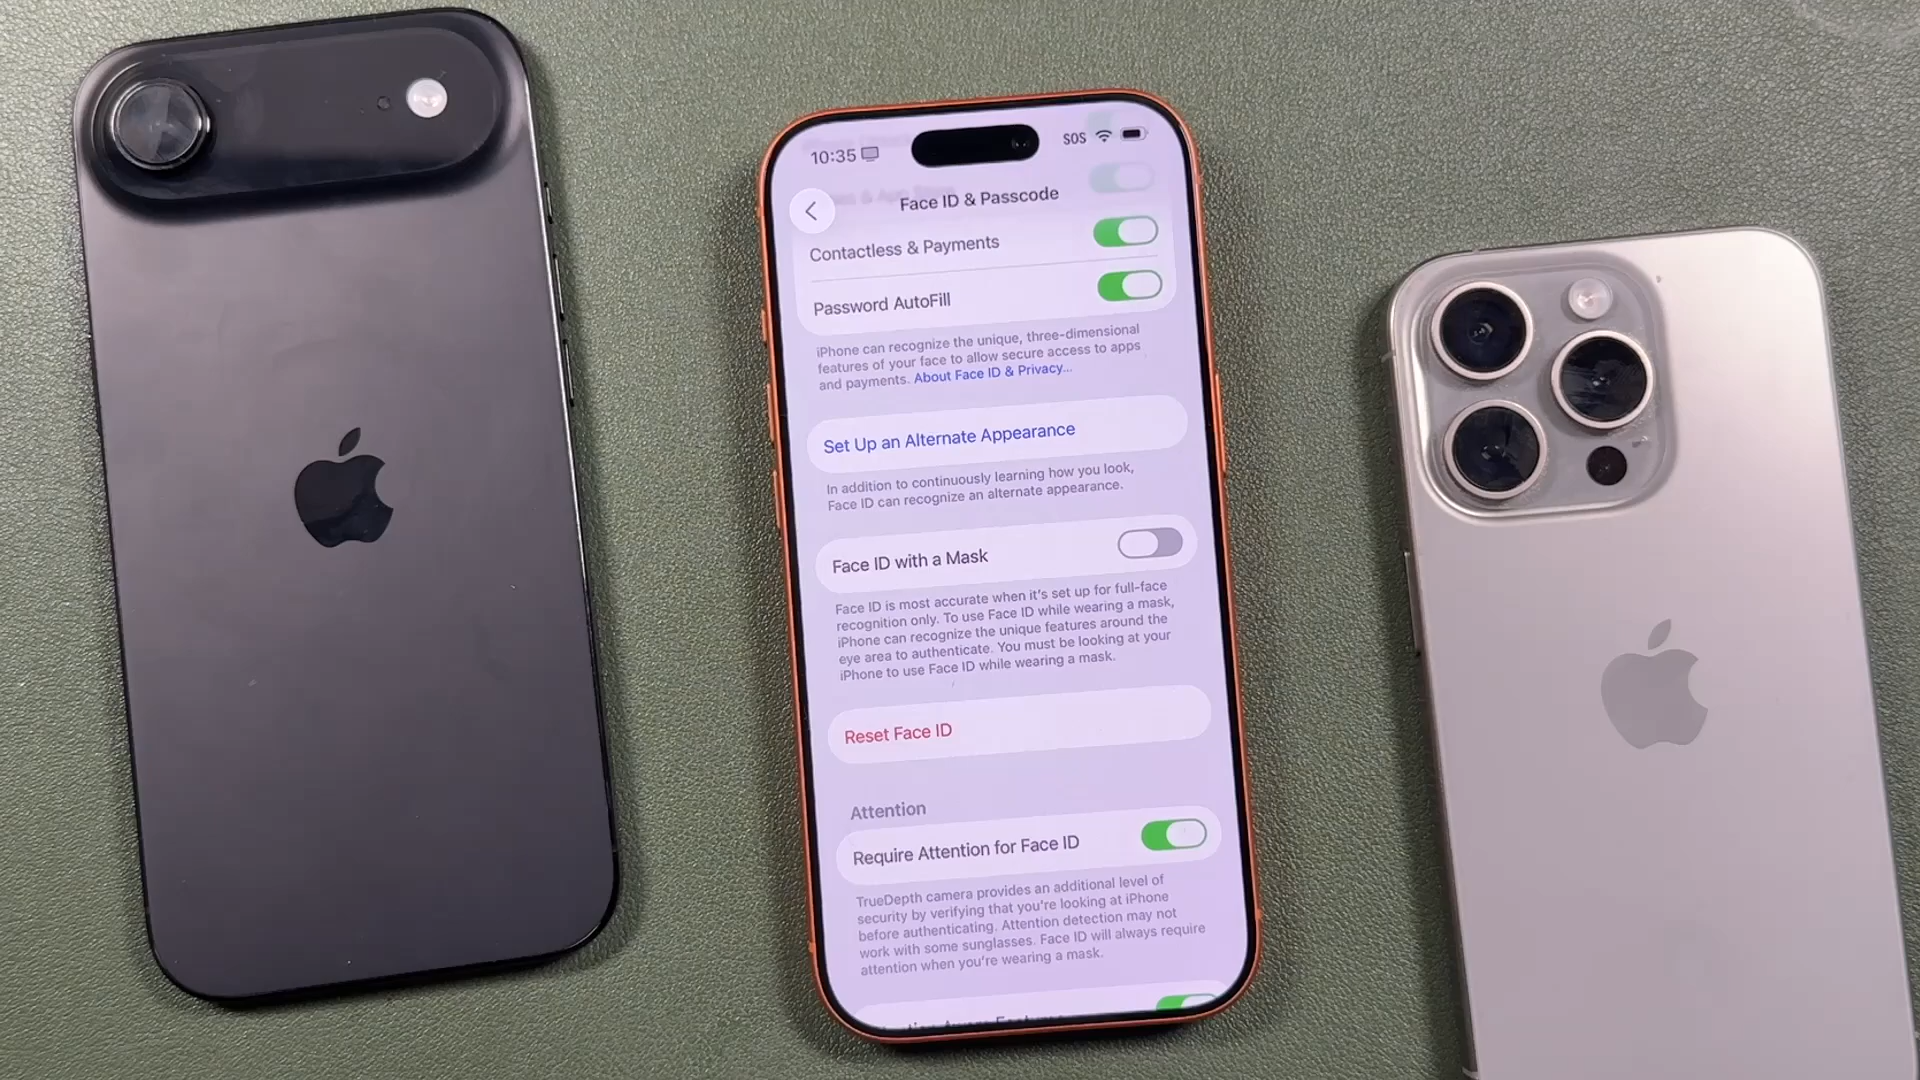 10:35
SOS
Face ID & Passcode
Contactless & Payments
Password AutoFill
iPhone can recognize the unique, three-dimensional
features of your face to allow secure access to apps
and payments. About Face ID & Privacy...
Set Up an Alternate Appearance
In addition to continuously learning how you look,
Face ID can recognize an alternate appearance.
Face ID with a Mask
Face ID is most accurate when it's set up for full-face
recognition only. To use Face ID while wearing a mask,
iPhone can recognize the unique features around the
eye area to authenticate. You must be looking at your
iPhone to use Face ID while wearing a mask.
Reset Face ID
Attention
Require Attention for Face ID
TrueDepth camera provides an additional level of
security by verifying that you're looking at iPhone
before authenticating. Attention detection may not
work with some sunglasses. Face ID will always require
attention when you're wearing a mask.